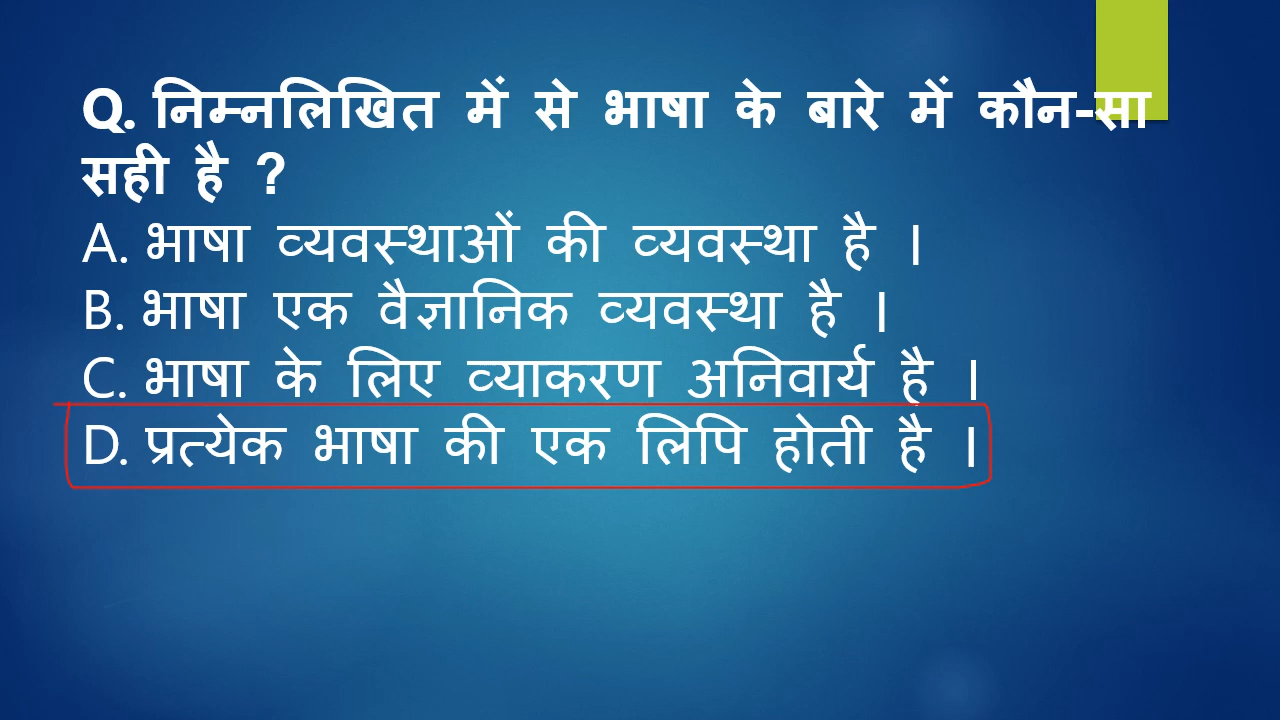 Q. निम्नलिखित में से भाषा के बारे में कौन-सा
सही है ?
A. भाषा व्यवस्थाओं की व्यवस्था है ।
B. भाषा एक वैज्ञानिक व्यवस्था है ।
C. भाषा के लिए व्याकरण अनिवार्य है ।
D. प्रत्येक भाषा की एक लिपि होती है ।